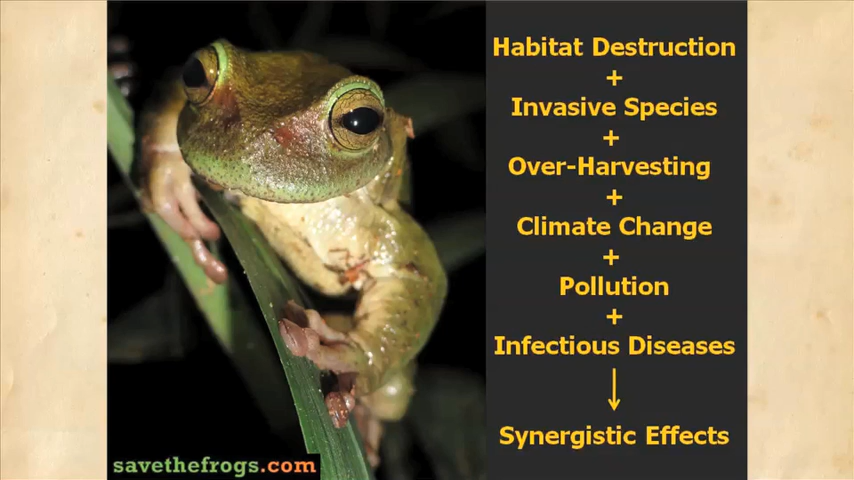 Habitat Destruction
+
Invasive Species
+
Over-Harvesting
+
Climate Change
+
Pollution
+
Infectious Diseases
↓
Synergistic Effects
savethefrogs.com